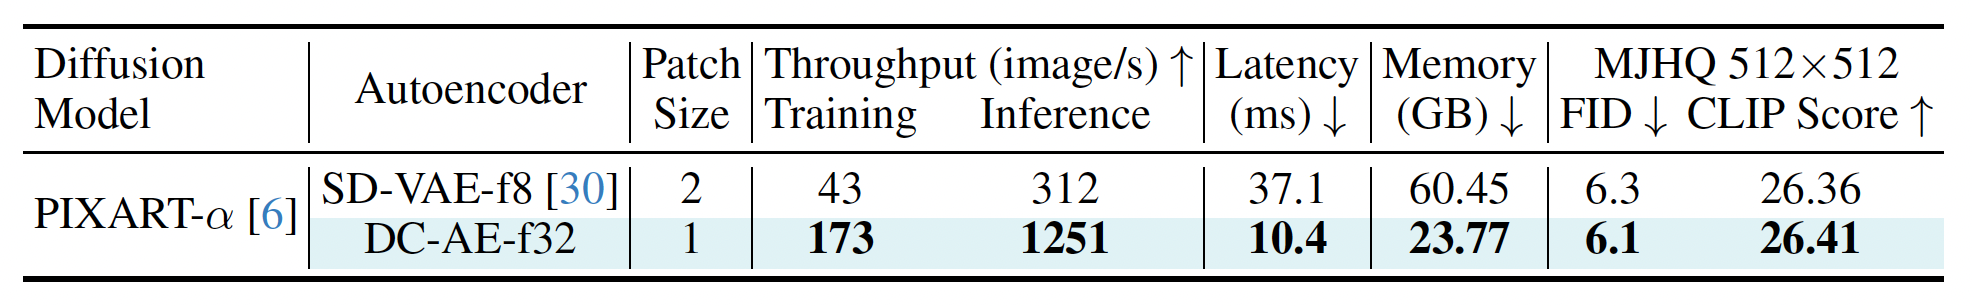 Diffusion Model | Autoencoder | Patch Size | Throughput (image/s) ↑ Training Inference | Latency (ms) ↓ | Memory (GB) ↓ | MJHQ 512×512 FID ↓ CLIP Score ↑
PIXART-α [6] | SD-VAE-f8 [30] | 2 | 43 312 | 37.1 | 60.45 | 6.3 26.36
DC-AE-f32 | 1 | 173 1251 | 10.4 | 23.77 | 6.1 26.41